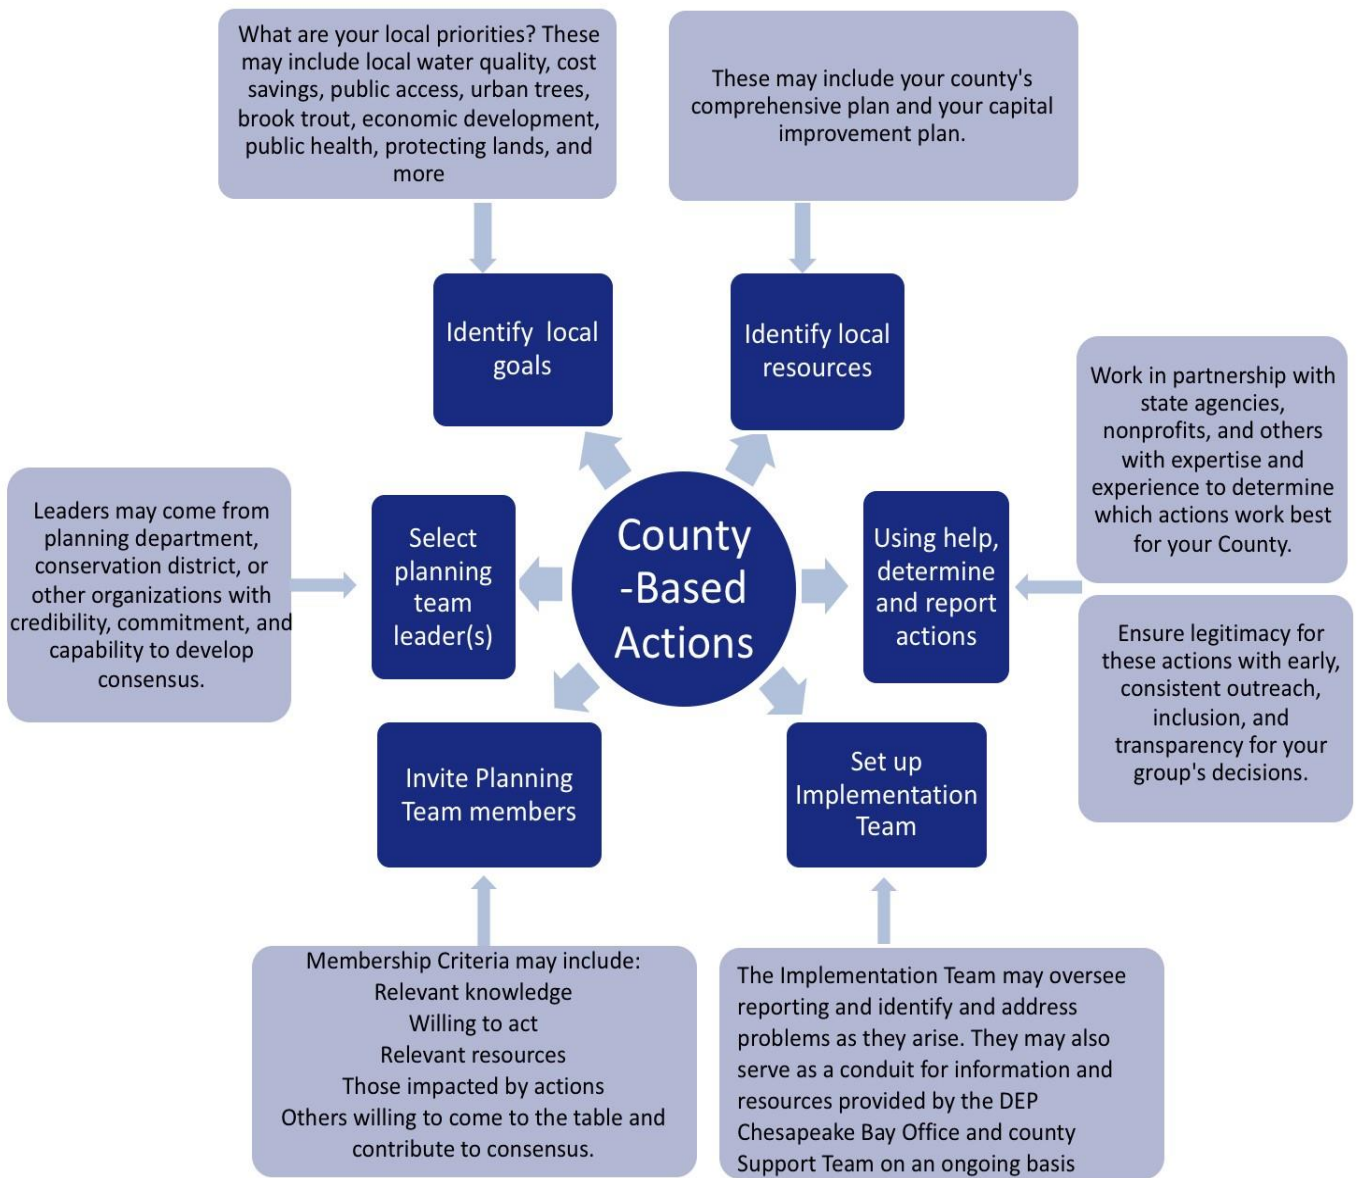 What are your local priorities? These
may include local water quality, cost
savings, public access, urban trees,
brook trout, economic development,
public health, protecting lands, and
more
These may include your county's
comprehensive plan and your capital
improvement plan.
Identify local
goals
Identify local
resources
Work in partnership with
state agencies,
nonprofits, and others
with expertise and
experience to determine
which actions work best
for your County.
Leaders may come from
planning department,
conservation district, or
other organizations with
credibility, commitment, and
capability to develop
consensus.
Select
planning
team
leader(s)
County
-Based
Actions
Using help,
determine
and report
actions
Ensure legitimacy for
these actions with early,
consistent outreach,
inclusion, and
transparency for your
group's decisions.
Invite Planning
Team members
Set up
Implementation
Team
Membership Criteria may include:
Relevant knowledge
Willing to act
Relevant resources
Those impacted by actions
Others willing to come to the table and
contribute to consensus.
The Implementation Team may oversee
reporting and identify and address
problems as they arise. They may also
serve as a conduit for information and
resources provided by the DEP
Chesapeake Bay Office and county
Support Team on an ongoing basis